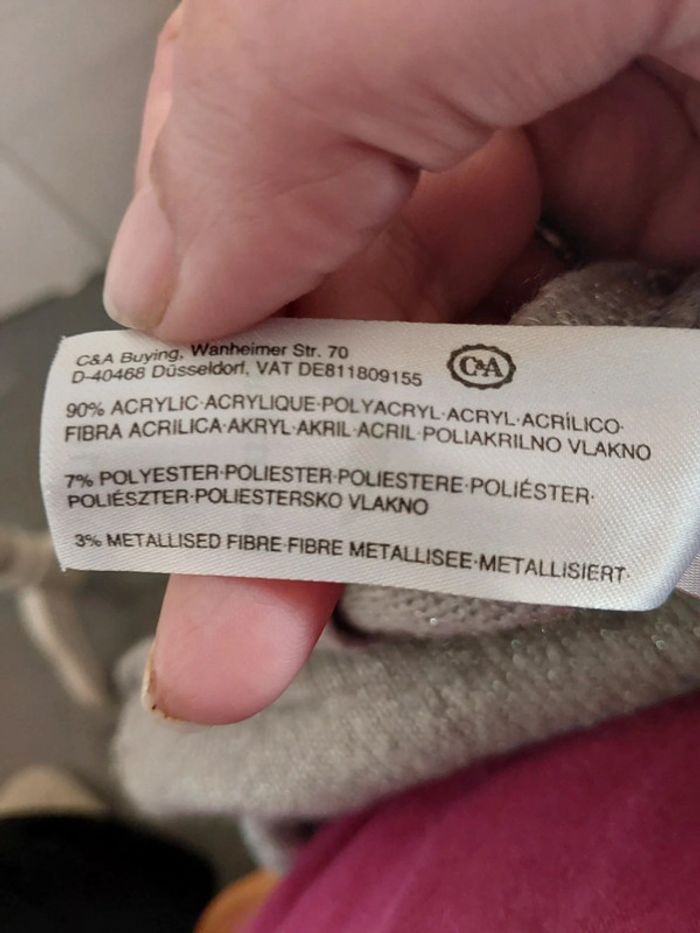 C&A Buying, Wanheimer Str. 70
D-40468 Düsseldorf, VAT DE811809155
C&A
90% ACRYLIC·ACRYLIQUE·POLYACRYL·ACRYL·ACRÍLICO·
FIBRA ACRILICA·AKRYL·AKRIL·ACRIL·POLIAKRILNO VLAKNO
7% POLYESTER·POLIESTER·POLIESTERE·POLIÉSTER·
POLIÉSZTER·POLIESTERSKO VLAKNO
3% METALLISED FIBRE·FIBRE METALLISEE·METALLISIERT·